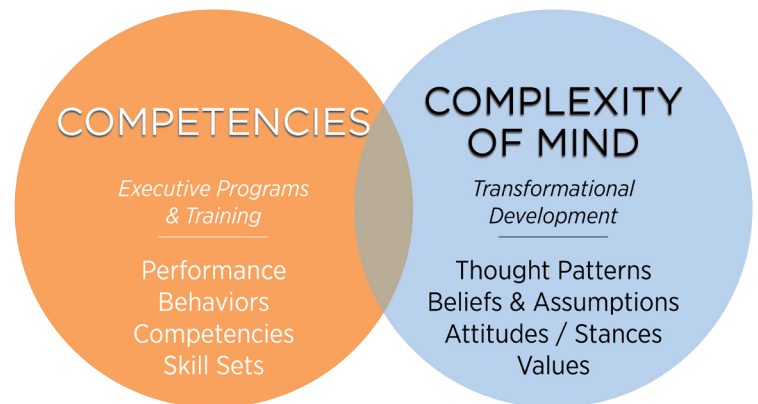 COMPETENCIES
Executive Programs
& Training
Performance
Behaviors
Competencies
Skill Sets
COMPLEXITY
OF MIND
Transformational
Development
Thought Patterns
Beliefs & Assumptions
Attitudes / Stances
Values